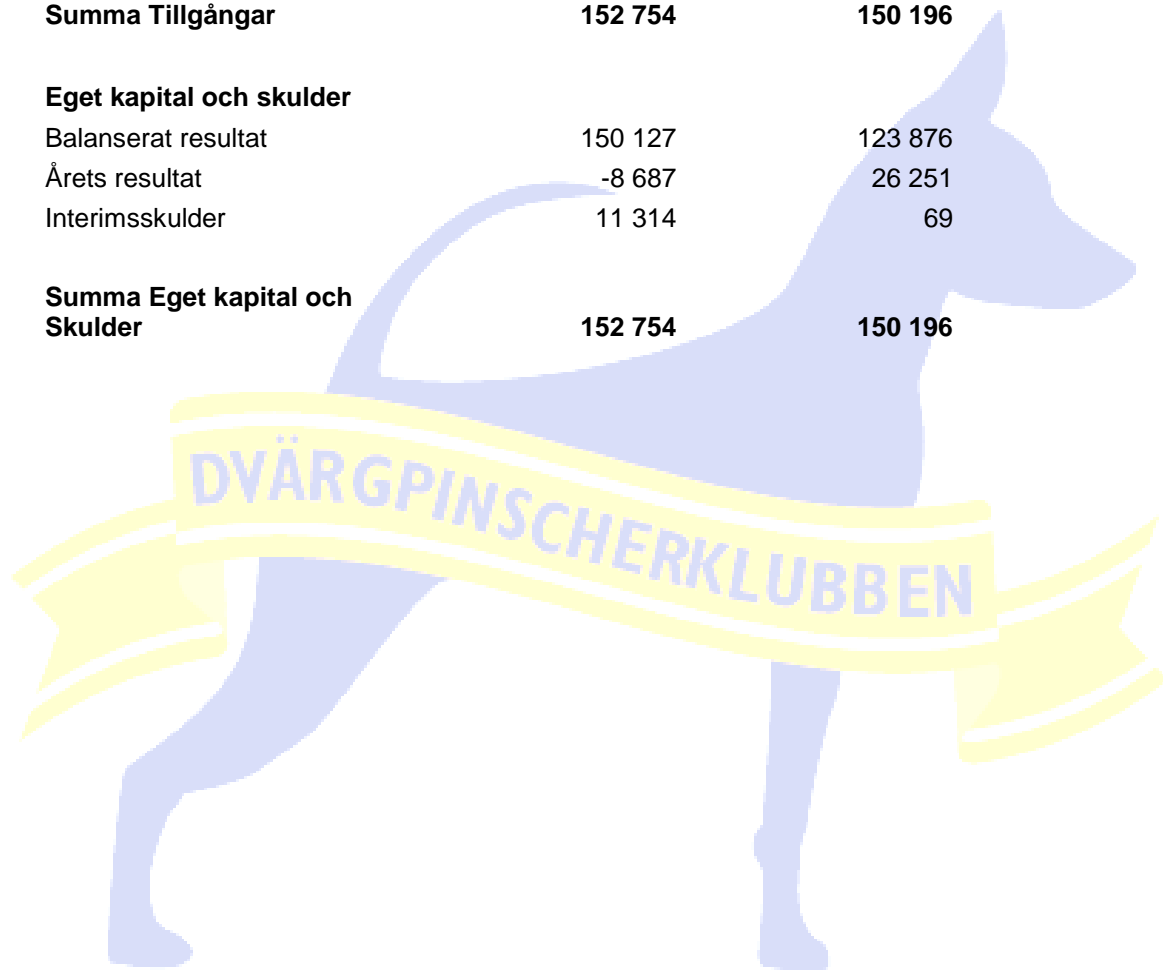 Summa Tillgångar 152 754 150 196
Eget kapital och skulder
Balanserat resultat 150 127 123 876
Årets resultat -8 687 26 251
Interimsskulder 11 314 69
Summa Eget kapital och
Skulder 152 754 150 196
DVÄRGPINSCHERKLUBBEN